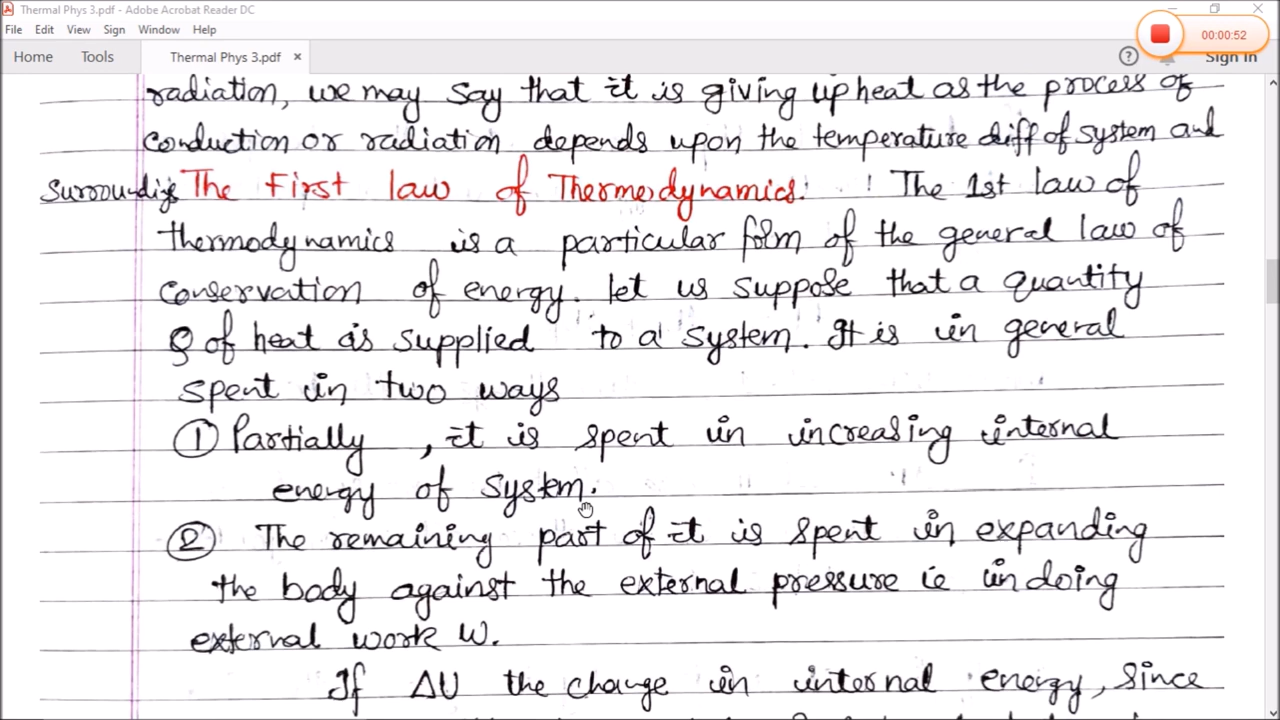 Thermal Phys 3.pdf - Adobe Acrobat Reader DC
File Edit View Sign Window Help
00:00:52
Home Tools Thermal Phys 3.pdf × ? Sign In
radiation, we may say that it is giving up heat as the process of
conduction or radiation depends upon the temperature diff of system and
surroundigs The First law of Thermodynamics. The 1st law of
thermodynamics is a particular form of the general law of
conservation of energy. let us suppose that a quantity
Q of heat is supplied to a system. It is in general
spent in two ways
① Partially, it is spent in increasing internal
energy of system.
② The remaining part of it is spent in expanding
the body against the external pressure ie in doing
external work W.
If ΔU the change in internal energy, since